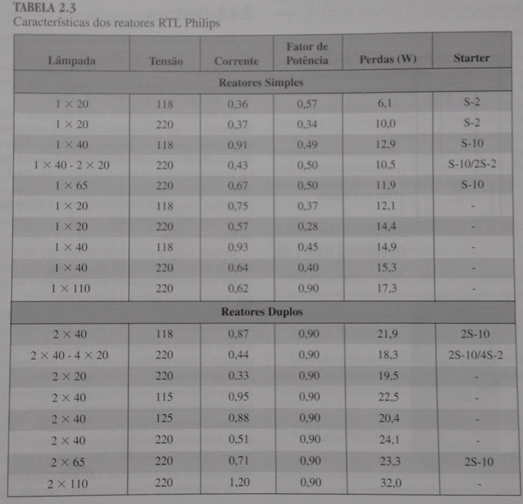 TABELA 2.3
Características dos reatores RTL Philips
Lâmpada Tensão Corrente Fator de Potência Perdas (W) Starter
Reatores Simples
1 × 20 118 0,36 0,57 6,1 S-2
1 × 20 220 0,37 0,34 10,0 S-2
1 × 40 118 0,91 0,49 12,9 S-10
1 × 40 - 2 × 20 220 0,43 0,50 10,5 S-10/2S-2
1 × 65 220 0,67 0,50 11,9 S-10
1 × 20 118 0,75 0,37 12,1 -
1 × 20 220 0,57 0,28 14,4 -
1 × 40 118 0,93 0,45 14,9 -
1 × 40 220 0,64 0,40 15,3 -
1 × 110 220 0,62 0,90 17,3 -
Reatores Duplos
2 × 40 118 0,87 0,90 21,9 2S-10
2 × 40 - 4 × 20 220 0,44 0,90 18,3 2S-10/4S-2
2 × 20 220 0,33 0,90 19,5 -
2 × 40 115 0,95 0,90 22,5 -
2 × 40 125 0,88 0,90 20,4 -
2 × 40 220 0,51 0,90 24,1 -
2 × 65 220 0,71 0,90 23,3 2S-10
2 × 110 220 1,20 0,90 32,0 -